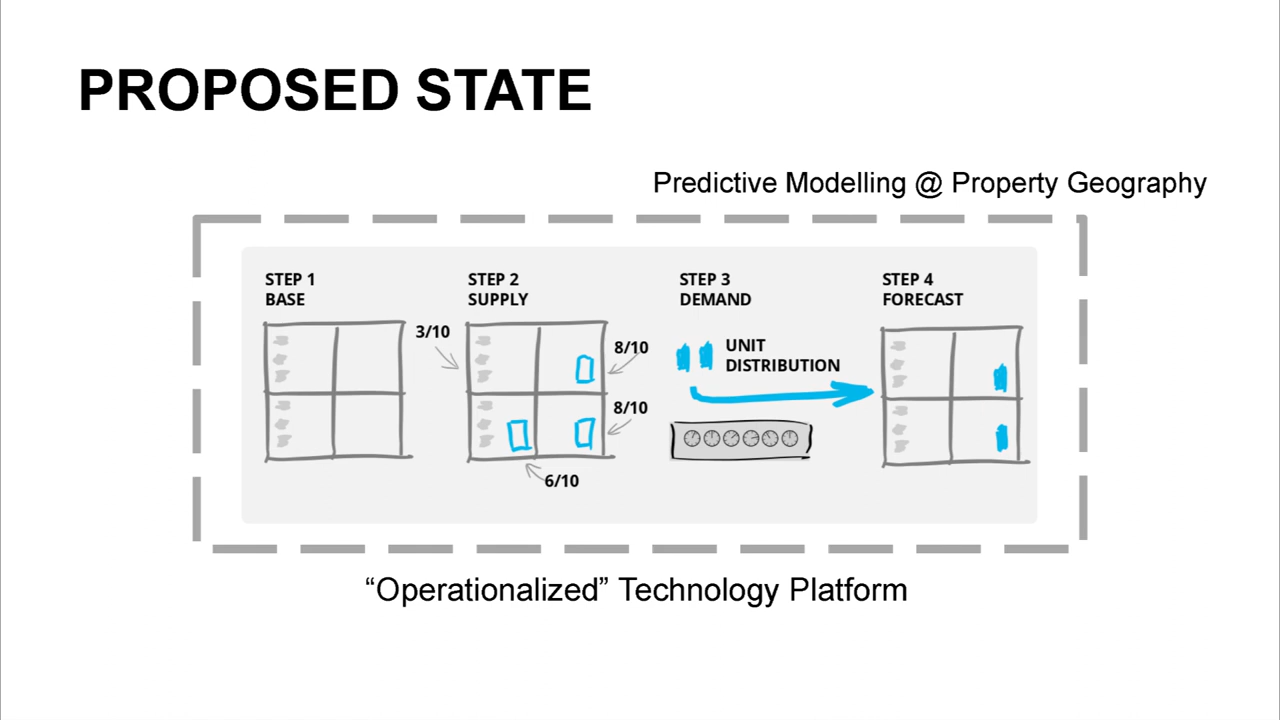 PROPOSED STATE
Predictive Modelling @ Property Geography
STEP 1
BASE
STEP 2
SUPPLY
3/10
8/10
8/10
6/10
STEP 3
DEMAND
UNIT
DISTRIBUTION
STEP 4
FORECAST
“Operationalized” Technology Platform